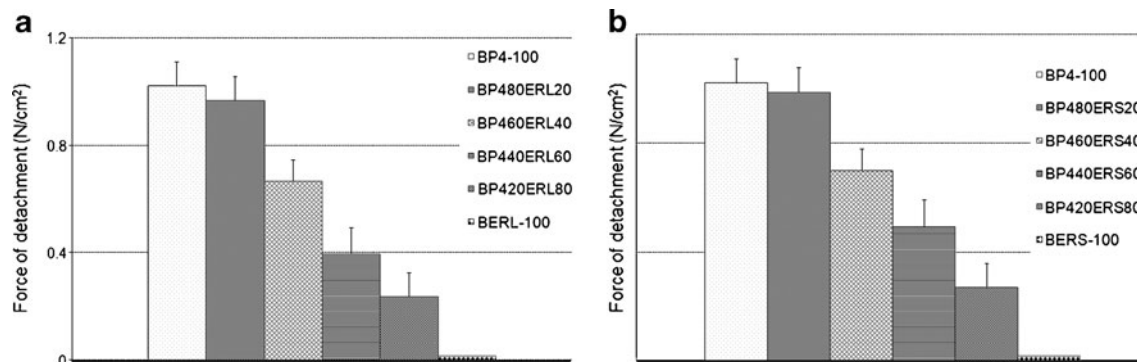 a
1.2
0.8
0.4
0
Force of detachment (N/cm²)
BP4-100
BP480ERL20
BP460ERL40
BP440ERL60
BP420ERL80
BERL-100
b
Force of detachment (N/cm²)
BP4-100
BP480ERS20
BP460ERS40
BP440ERS60
BP420ERS80
BERS-100